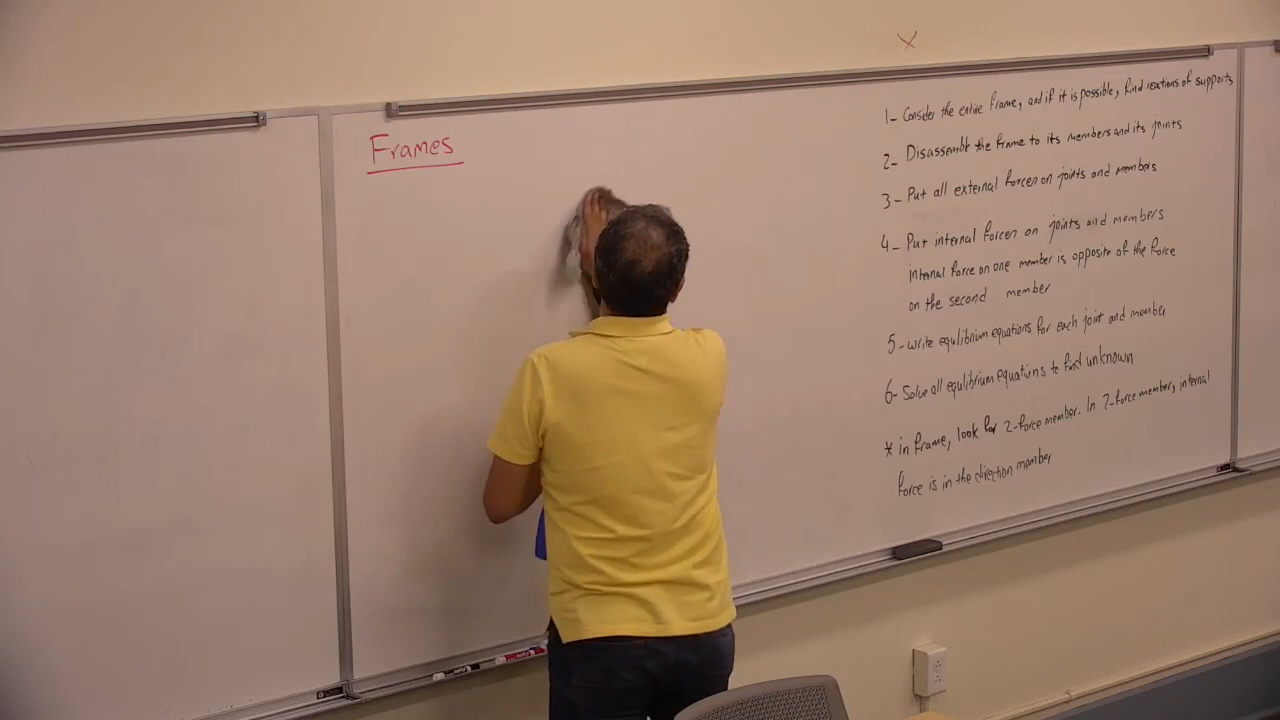 Frames
1- Consider the entire frame, and if it is possible, find reactions of supports
2- Disassemble the frame to its members and its joints
3- Put all external forces on joints and members
4- Put internal forces on joints and members
internal force on one member is opposite of the force
on the second member
5- write equlibrium equations for each joint and member
6- Solve all equlibrium equations to find unknown
* in frame, look for 2-force member. In 2-force member, internal
force is in the direction member